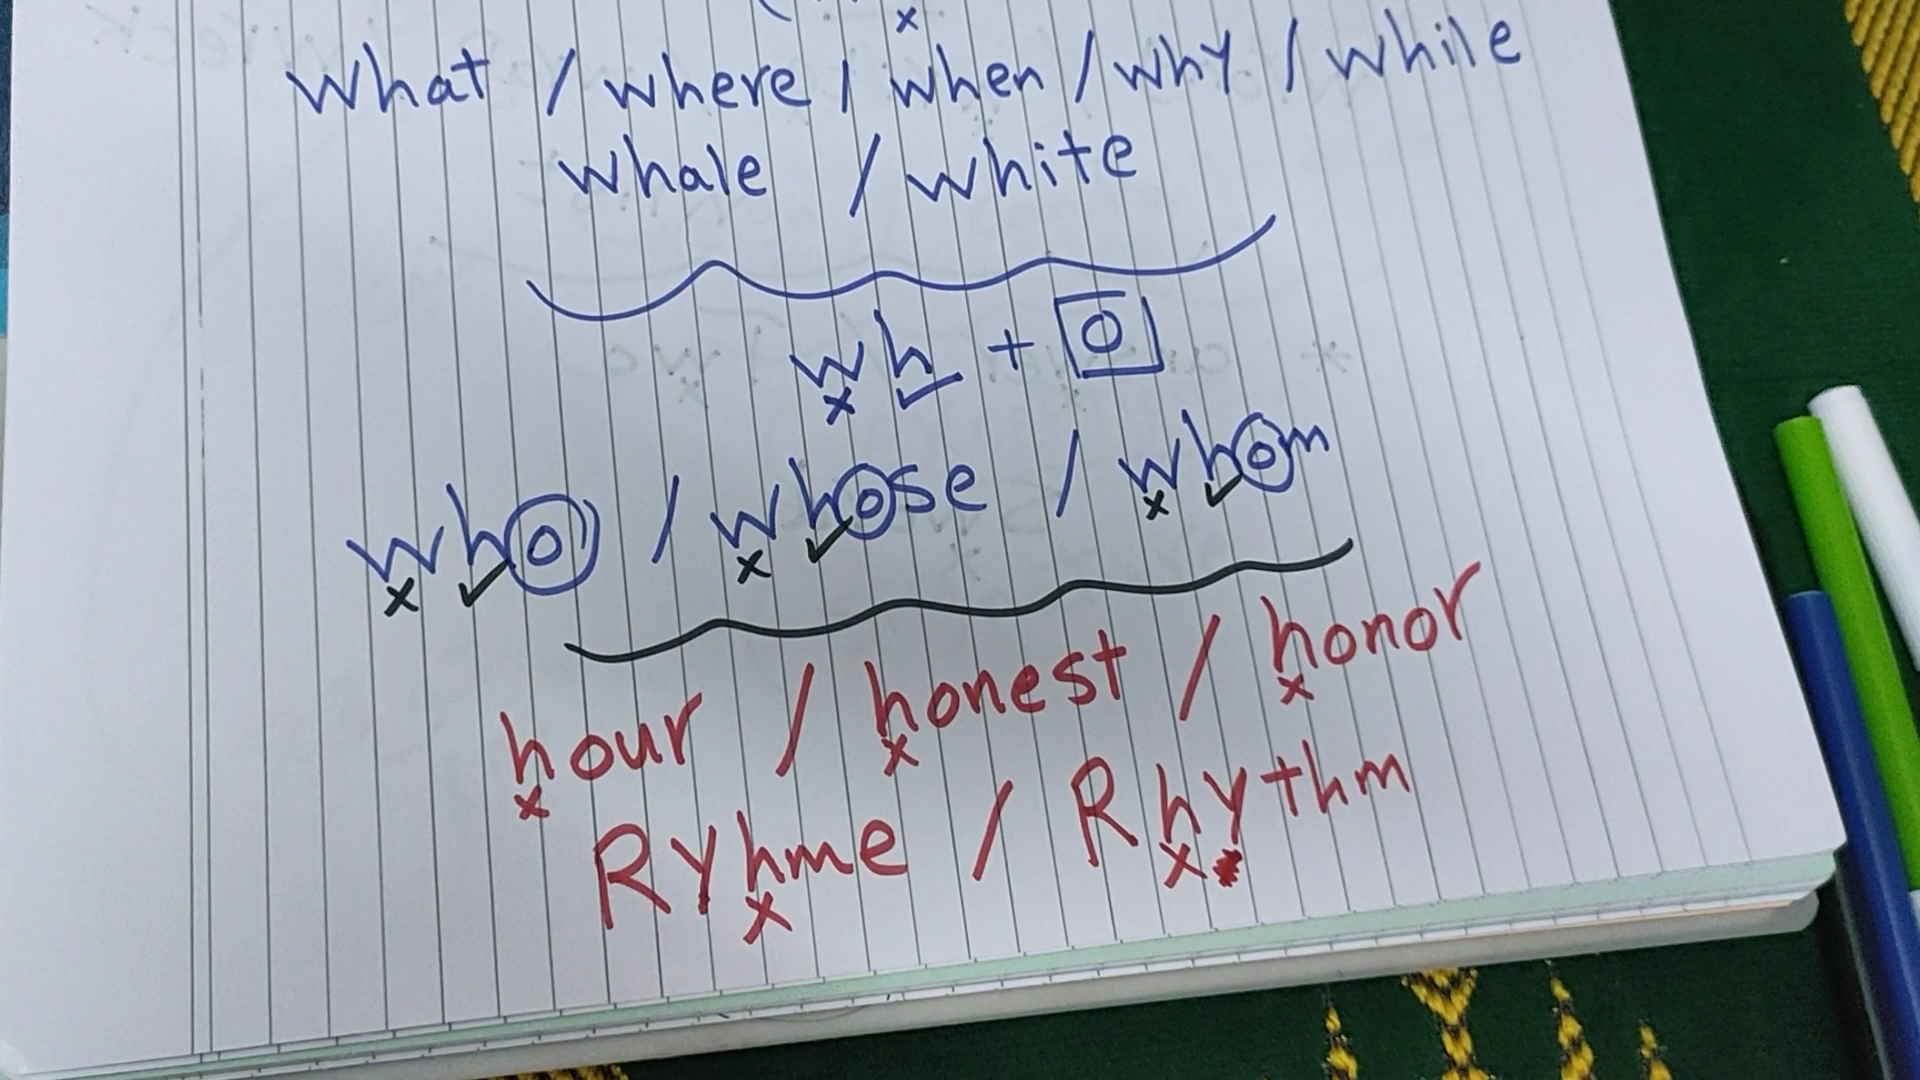 what / where / when / why / while
whale / white
wh + o
who / whose / whom
hour / honest / honor
Ryhme / Rhythm